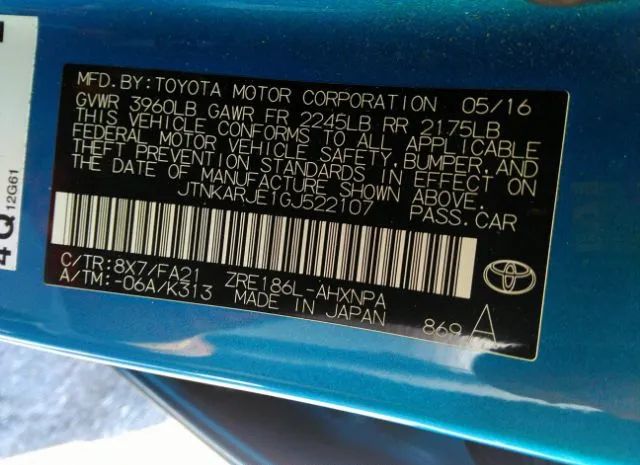 MFD. BY: TOYOTA MOTOR CORPORATION 05/16
GVWR 3960LB GAWR FR 2245LB RR 2175LB
THIS VEHICLE CONFORMS TO ALL APPLICABLE
FEDERAL MOTOR VEHICLE SAFETY, BUMPER, AND
THEFT PREVENTION STANDARDS IN EFFECT ON
THE DATE OF MANUFACTURE SHOWN ABOVE.
JTNKARJE1GJ522107 PASS. CAR
C/TR: 8X7/FA21 ZRE186L-AHXNPA
A/TM: -06A/K313 MADE IN JAPAN 869 A
4Q 12G61